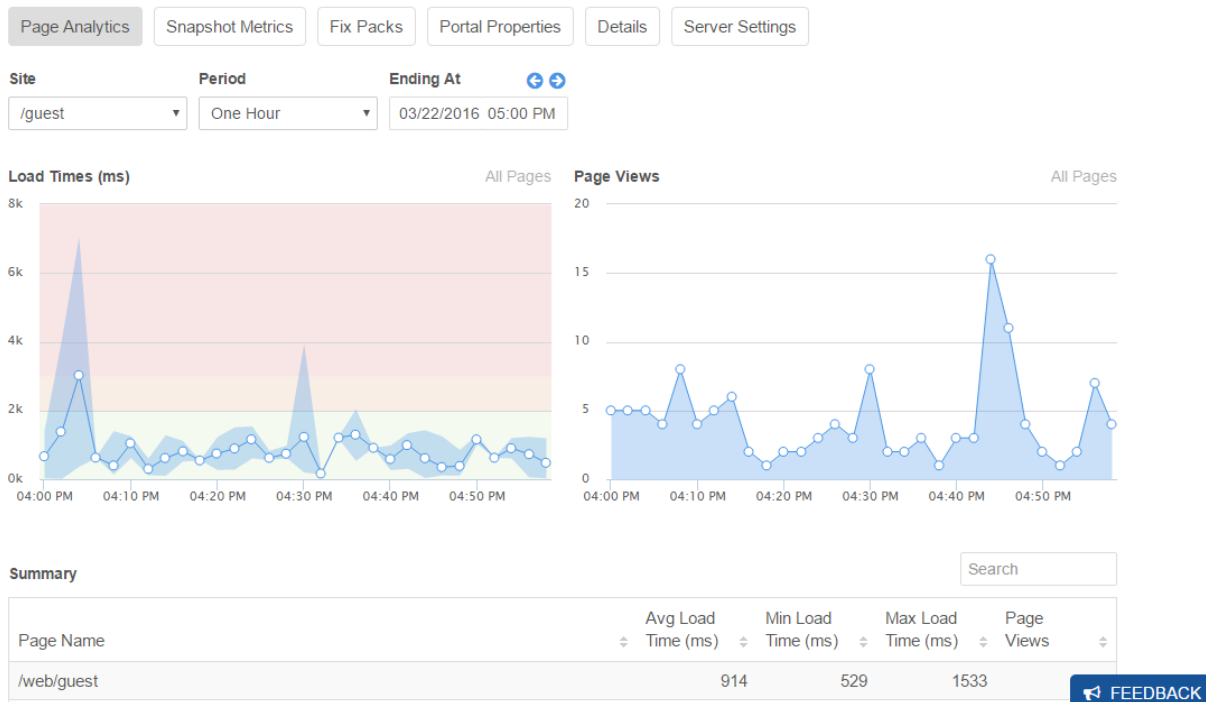 Page Analytics Snapshot Metrics Fix Packs Portal Properties Details Server Settings
Site Period Ending At
/guest One Hour 03/22/2016 05:00 PM
Load Times (ms) All Pages
8k
6k
4k
2k
0k
04:00 PM 04:10 PM 04:20 PM 04:30 PM 04:40 PM 04:50 PM
Page Views All Pages
20
15
10
5
0
04:00 PM 04:10 PM 04:20 PM 04:30 PM 04:40 PM 04:50 PM
Summary Search
Page Name Avg Load Time (ms) Min Load Time (ms) Max Load Time (ms) Page Views
/web/guest 914 529 1533
FEEDBACK